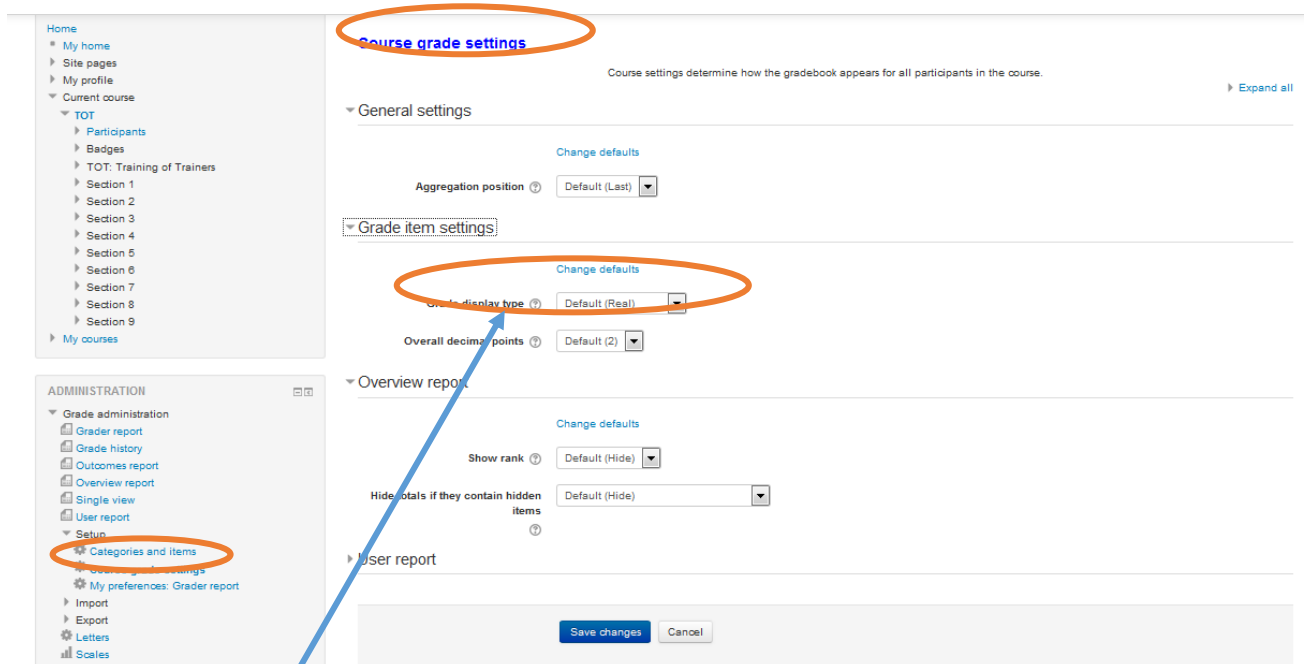 Home
My home
Site pages
My profile
Current course
TOT
Participants
Badges
TOT: Training of Trainers
Section 1
Section 2
Section 3
Section 4
Section 5
Section 6
Section 7
Section 8
Section 9
My courses
ADMINISTRATION
Grade administration
Grader report
Grade history
Outcomes report
Overview report
Single view
User report
Setup
Categories and items
Course grade settings
My preferences: Grader report
Import
Export
Letters
Scales
Course grade settings
Course settings determine how the gradebook appears for all participants in the course.
Expand all
General settings
Change defaults
Aggregation position Default (Last)
Grade item settings
Change defaults
Grade display type Default (Real)
Overall decimal points Default (2)
Overview report
Change defaults
Show rank Default (Hide)
Hide totals if they contain hidden Default (Hide)
items
User report
Save changes Cancel